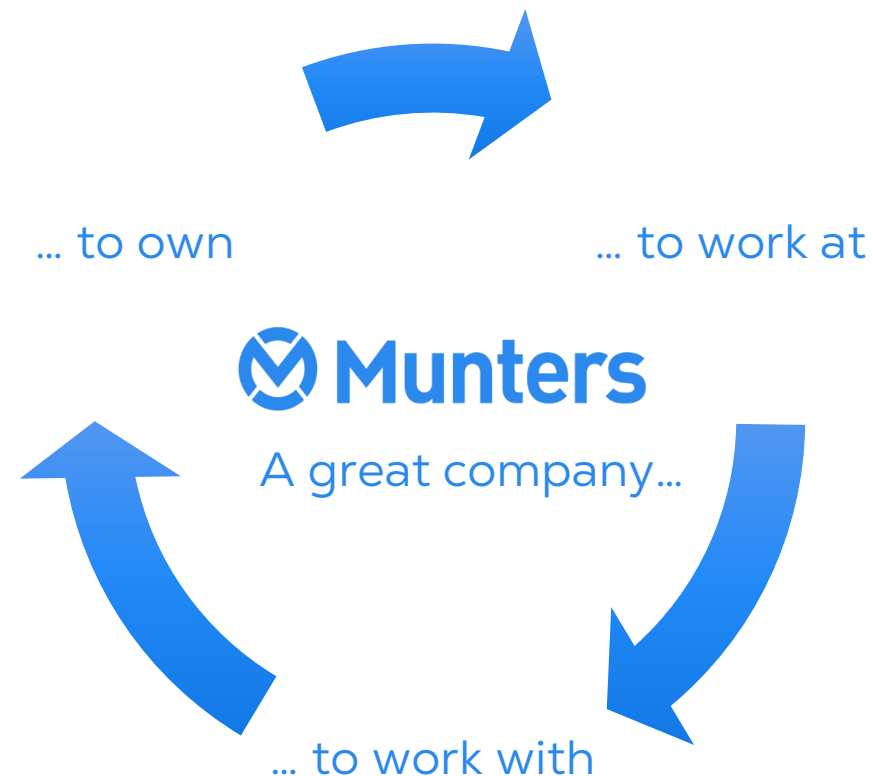 ... to own
... to work at
Munters
A great company...
... to work with